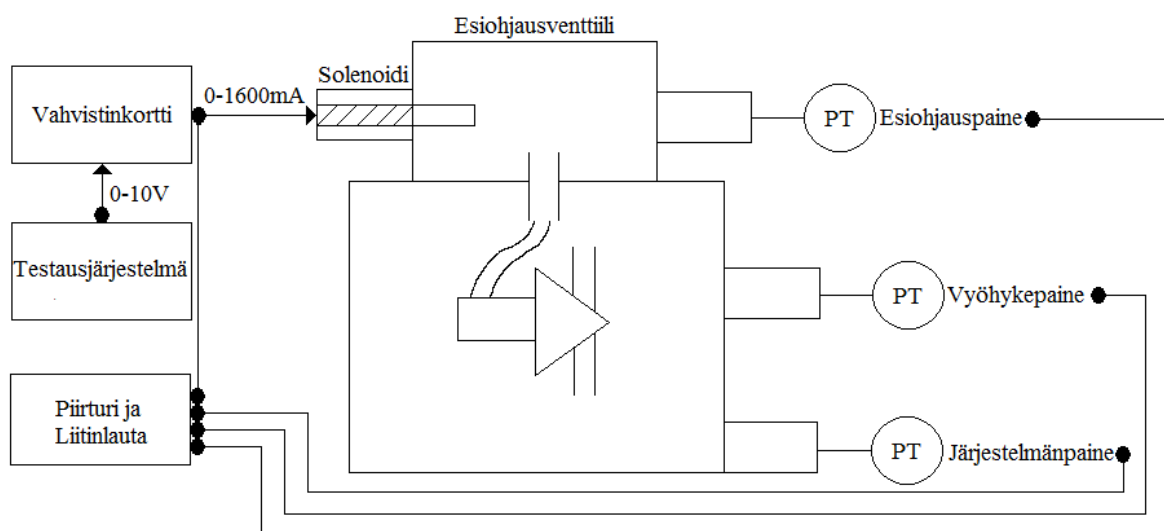 Esiohjausventtiili
Solenoidi
Vahvistinkortti
0-1600mA
PT
Esiohjauspaine
0-10V
Testausjärjestelmä
PT
Vyöhykepaine
Piirturi ja
Liitinlauta
PT
Järjestelmänpaine